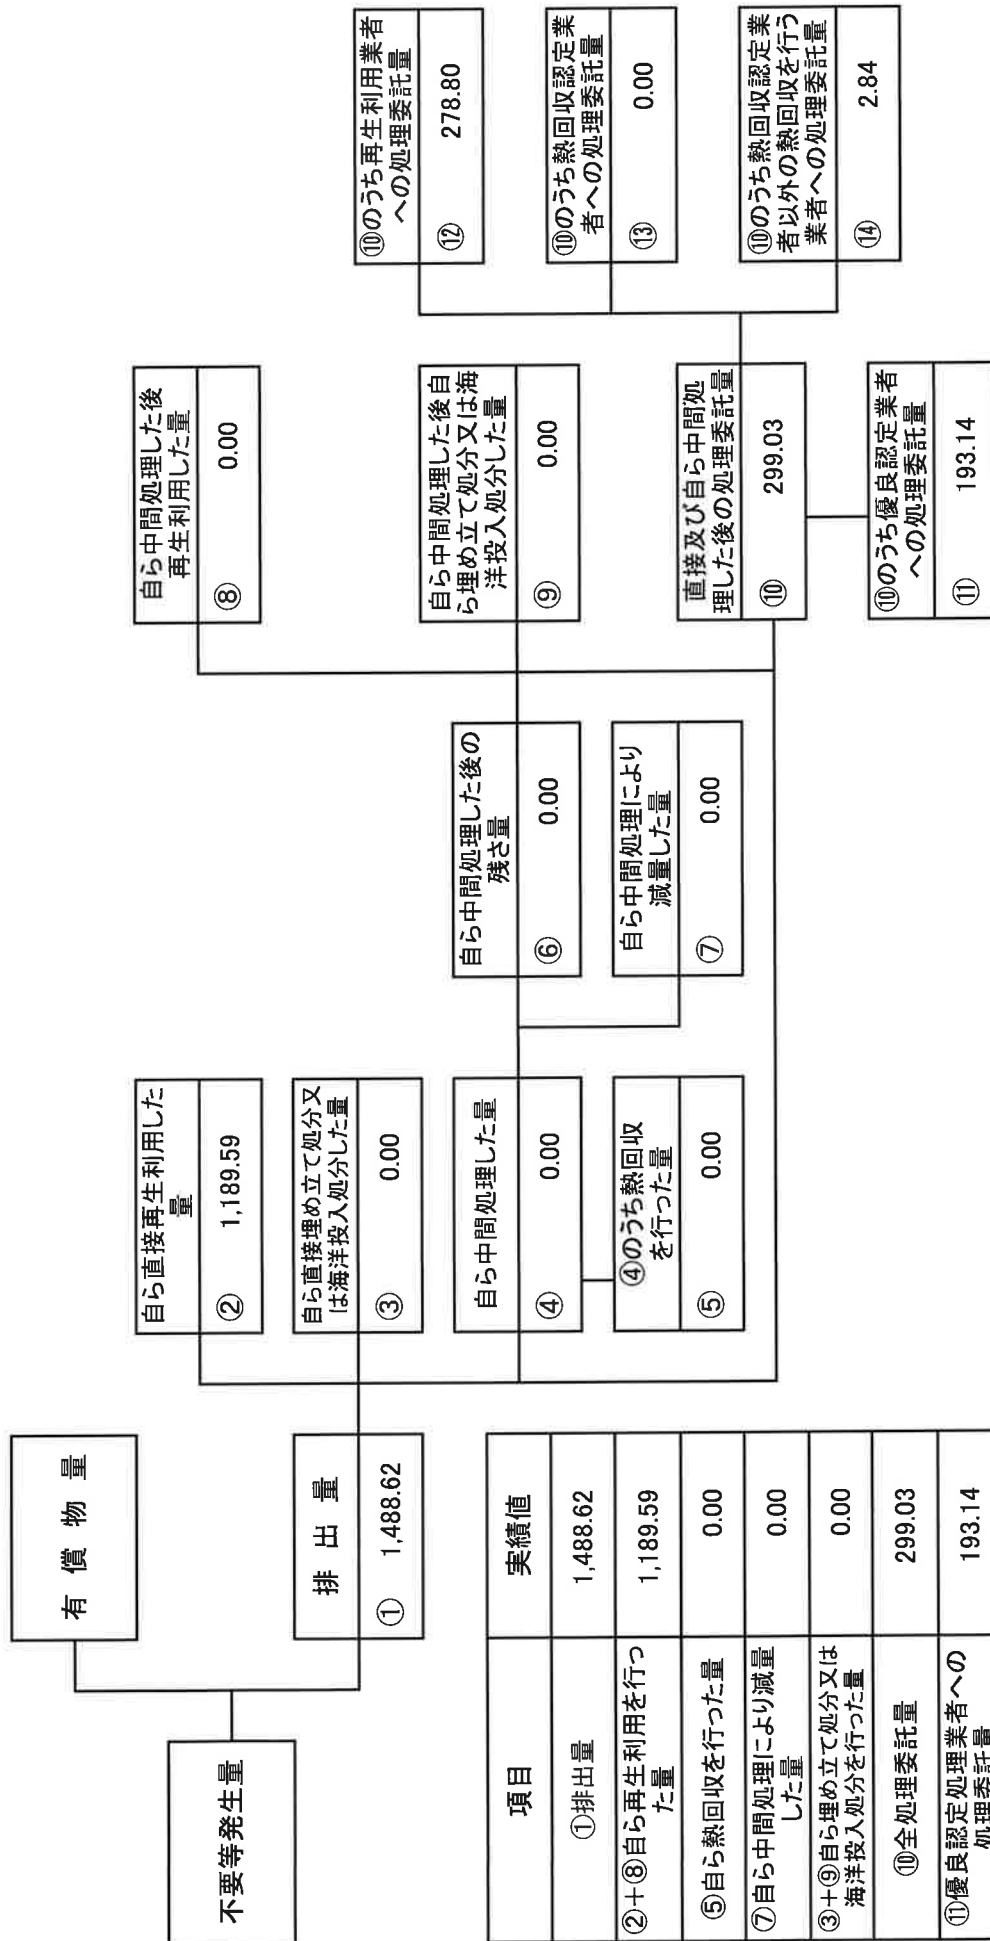 不要等発生量
有償物量
排出量
① 1,488.62
自ら直接再生利用した
量
② 1,189.59
自ら直接埋め立て処分又
は海洋投入処分した量
③ 0.00
自ら中間処理した量
④ 0.00
④のうち熱回収
を行った量
⑤ 0.00
自ら中間処理した後の
残さ量
⑥ 0.00
自ら中間処理により
減量した量
⑦ 0.00
自ら中間処理した後
再生利用した量
⑧ 0.00
自ら中間処理した後自
ら埋め立て処分又は海
洋投入処分した量
⑨ 0.00
直接及び自ら中間処
理した後の処理委託量
⑩ 299.03
⑩のうち優良認定業者
への処理委託量
⑪ 193.14
⑩のうち再生利用業者
への処理委託量
⑫ 278.80
⑩のうち熱回収認定業
者への処理委託量
⑬ 0.00
⑩のうち熱回収認定業
者以外の熱回収を行う
業者への処理委託量
⑭ 2.84
項目 実績値
①排出量 1,488.62
②+⑧自ら再生利用を行っ
た量 1,189.59
⑤自ら熱回収を行った量 0.00
⑦自ら中間処理により減量
した量 0.00
③+⑨自ら埋め立て処分又は
海洋投入処分を行った量 0.00
⑩全処理委託量 299.03
⑪優良認定処理業者への
処理委託量 193.14